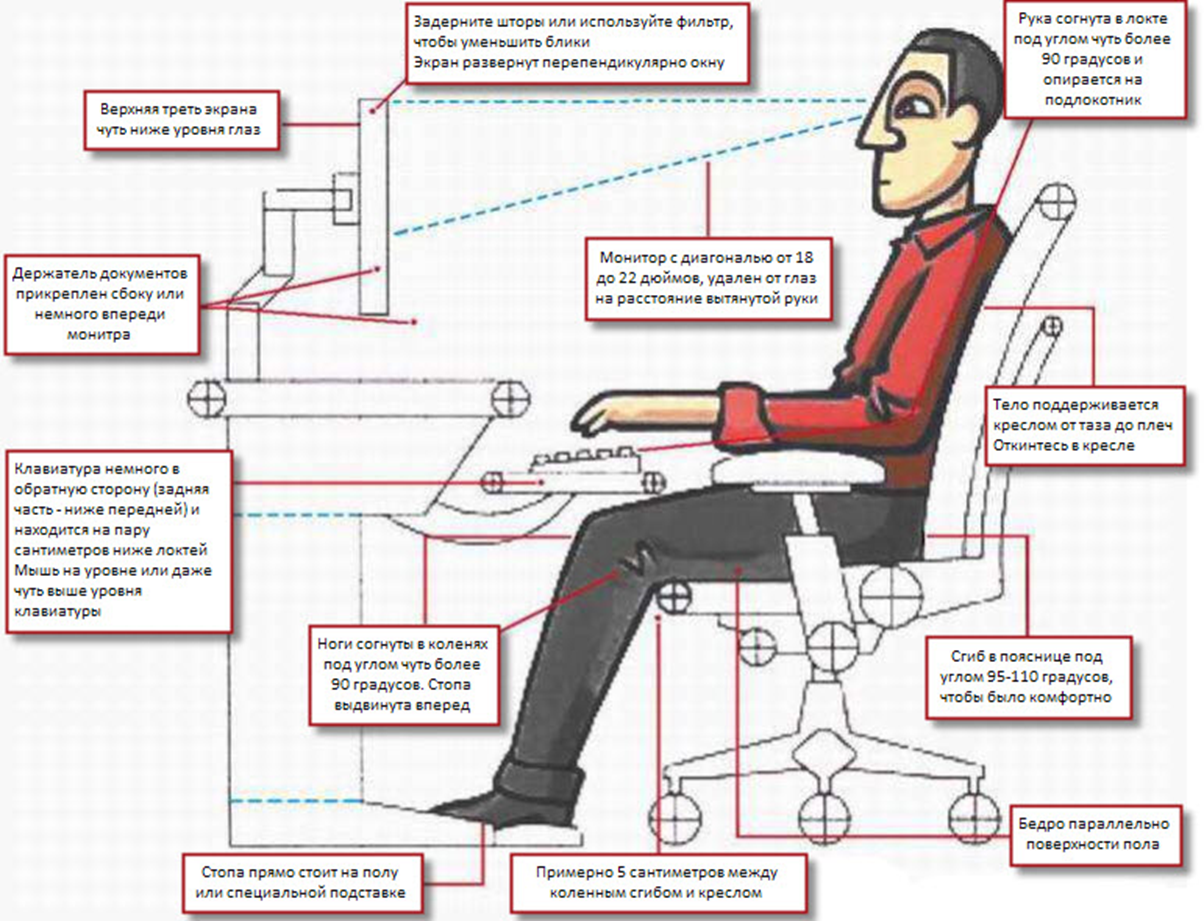 Задерните шторы или используйте фильтр,
чтобы уменьшить блики
Экран развернут перепендикулярно окну
Рука согнута в локте
под углом чуть более
90 градусов и
опирается на
подлокотник
Верхняя треть экрана
чуть ниже уровня глаз
Монитор с диагональю от 18
до 22 дюймов, удален от глаз
на расстояние вытянутой руки
Держатель документов
прикреплен сбоку или
немного впереди
монитра
Тело поддерживается
креслом от таза до плеч
Откинтесь в кресле
Клавиатура немного в
обратную сторону (задняя
часть - ниже передней) и
находится на пару
сантиметров ниже локтей
Мышь на уровне или даже
чуть выше уровня
клавиатуры
Ноги согнуты в коленях
под углом чуть более
90 градусов. Стопа
выдвинута вперед
Сгиб в пояснице под
углом 95-110 градусов,
чтобы было комфортно
Бедро параллельно
поверхности пола
Стопа прямо стоит на полу
или специальной подставке
Примерно 5 сантиметров между
коленным сгибом и креслом